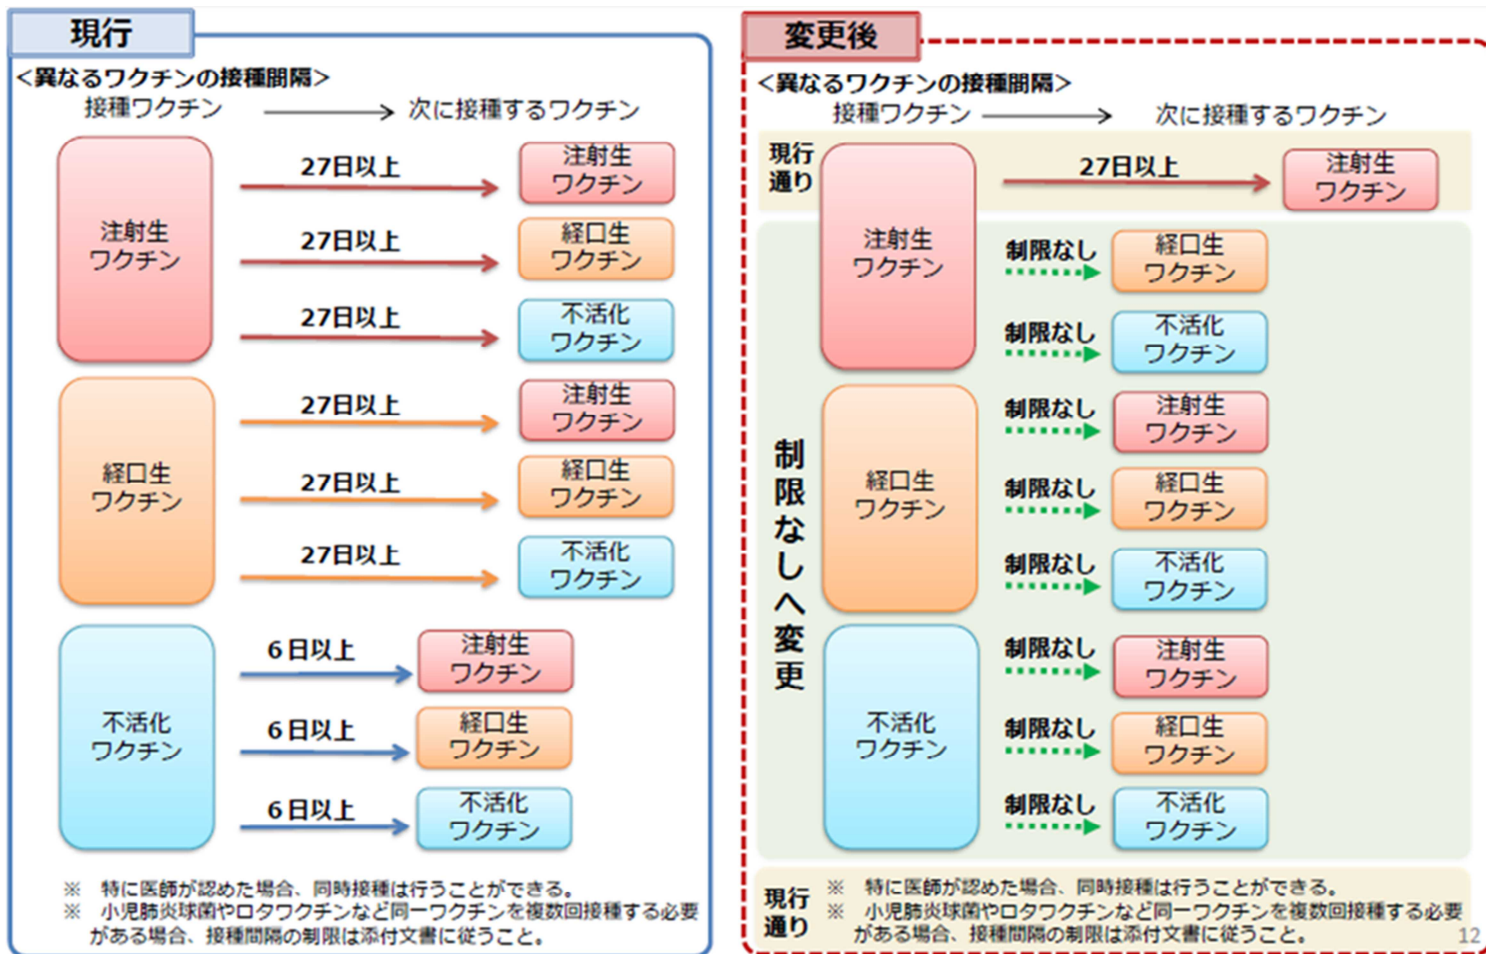 現行
<異なるワクチンの接種間隔>
接種ワクチン
次に接種するワクチン
注射生
ワクチン
27日以上
注射生
ワクチン
27日以上
経口生
ワクチン
27日以上
不活化
ワクチン
経口生
ワクチン
27日以上
注射生
ワクチン
27日以上
経口生
ワクチン
27日以上
不活化
ワクチン
不活化
ワクチン
6日以上
注射生
ワクチン
6日以上
経口生
ワクチン
6日以上
不活化
ワクチン
※ 特に医師が認めた場合、同時接種は行うことができる。
※ 小児肺炎球菌やロタワクチンなど同一ワクチンを複数回接種する必要
がある場合、接種間隔の制限は添付文書に従うこと。
変更後
<異なるワクチンの接種間隔>
接種ワクチン
次に接種するワクチン
現行
通り
注射生
ワクチン
27日以上
注射生
ワクチン
制限なしへ変更
制限なし
経口生
ワクチン
制限なし
不活化
ワクチン
経口生
ワクチン
制限なし
注射生
ワクチン
制限なし
経口生
ワクチン
制限なし
不活化
ワクチン
不活化
ワクチン
制限なし
注射生
ワクチン
制限なし
経口生
ワクチン
制限なし
不活化
ワクチン
現行
通り
※ 特に医師が認めた場合、同時接種は行うことができる。
※ 小児肺炎球菌やロタワクチンなど同一ワクチンを複数回接種する必要
がある場合、接種間隔の制限は添付文書に従うこと。
12